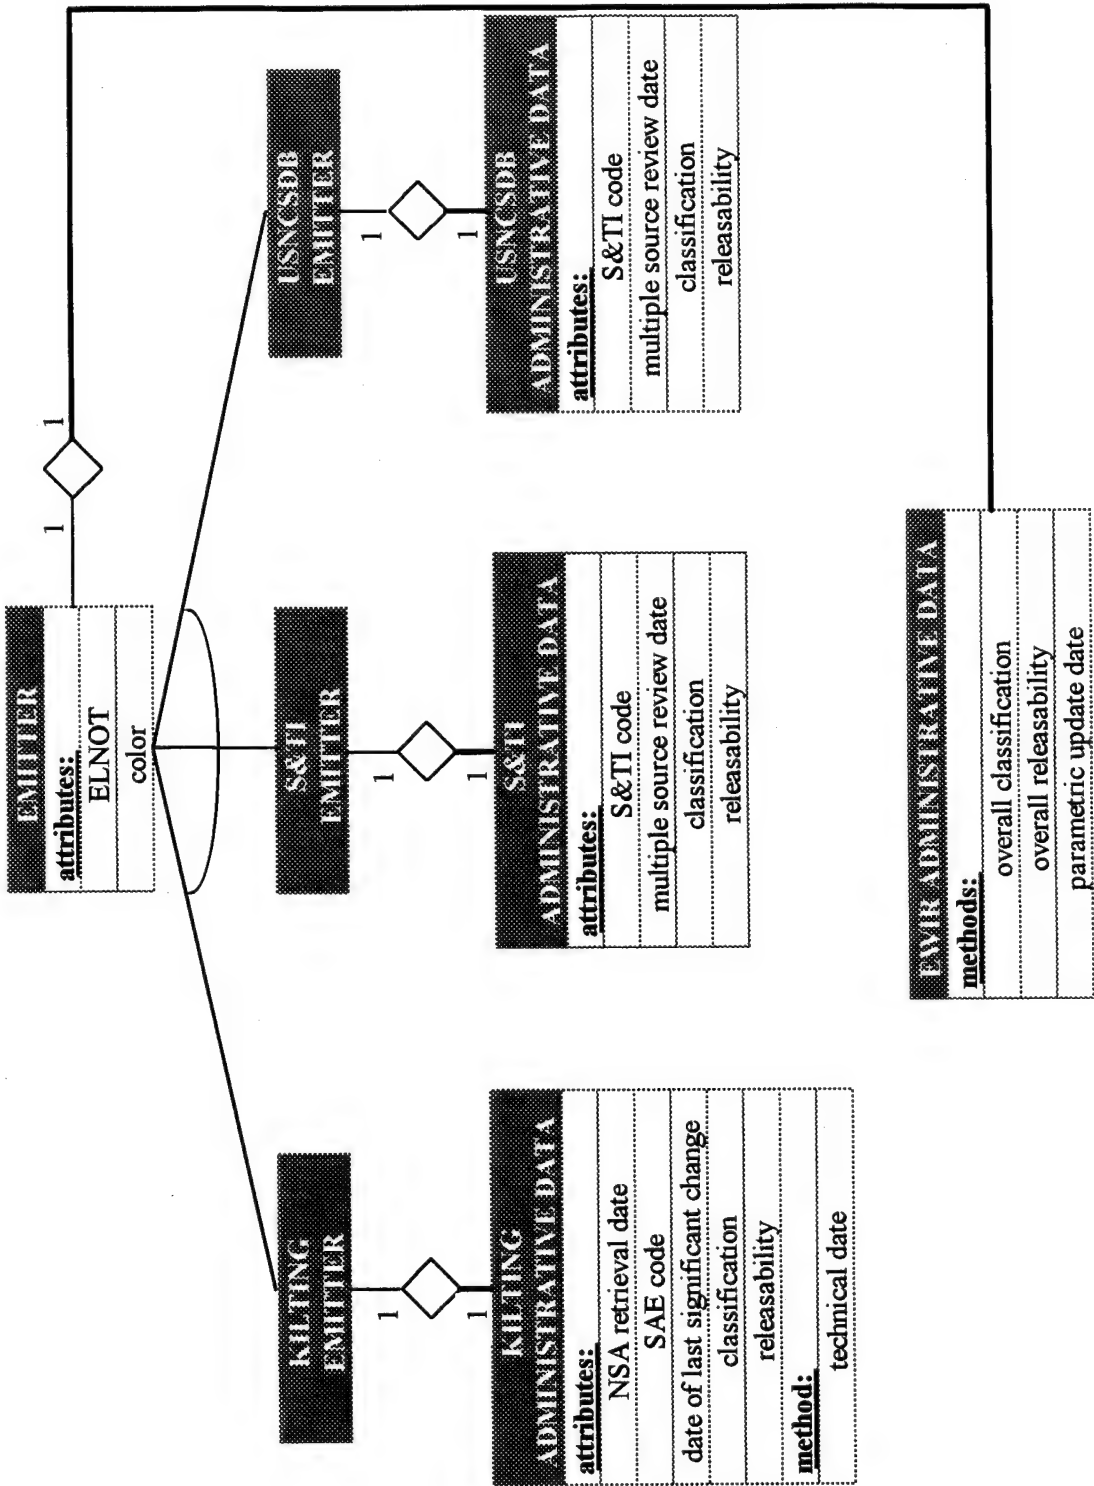 EMITTER
attributes:
ELNOT
color
1
1
KILTING
EMITTER
S&TI
EMITTER
USNCSDB
EMITTER
1
1
1
1
1
1
KILTING
ADMINISTRATIVE DATA
attributes:
NSA retrieval date
SAE code
date of last significant change
classification
releasability
method:
technical date
S&TI
ADMINISTRATIVE DATA
attributes:
S&TI code
multiple source review date
classification
releasability
USNCSDB
ADMINISTRATIVE DATA
attributes:
S&TI code
multiple source review date
classification
releasability
EWIR ADMINISTRATIVE DATA
methods:
overall classification
overall releasability
parametric update date